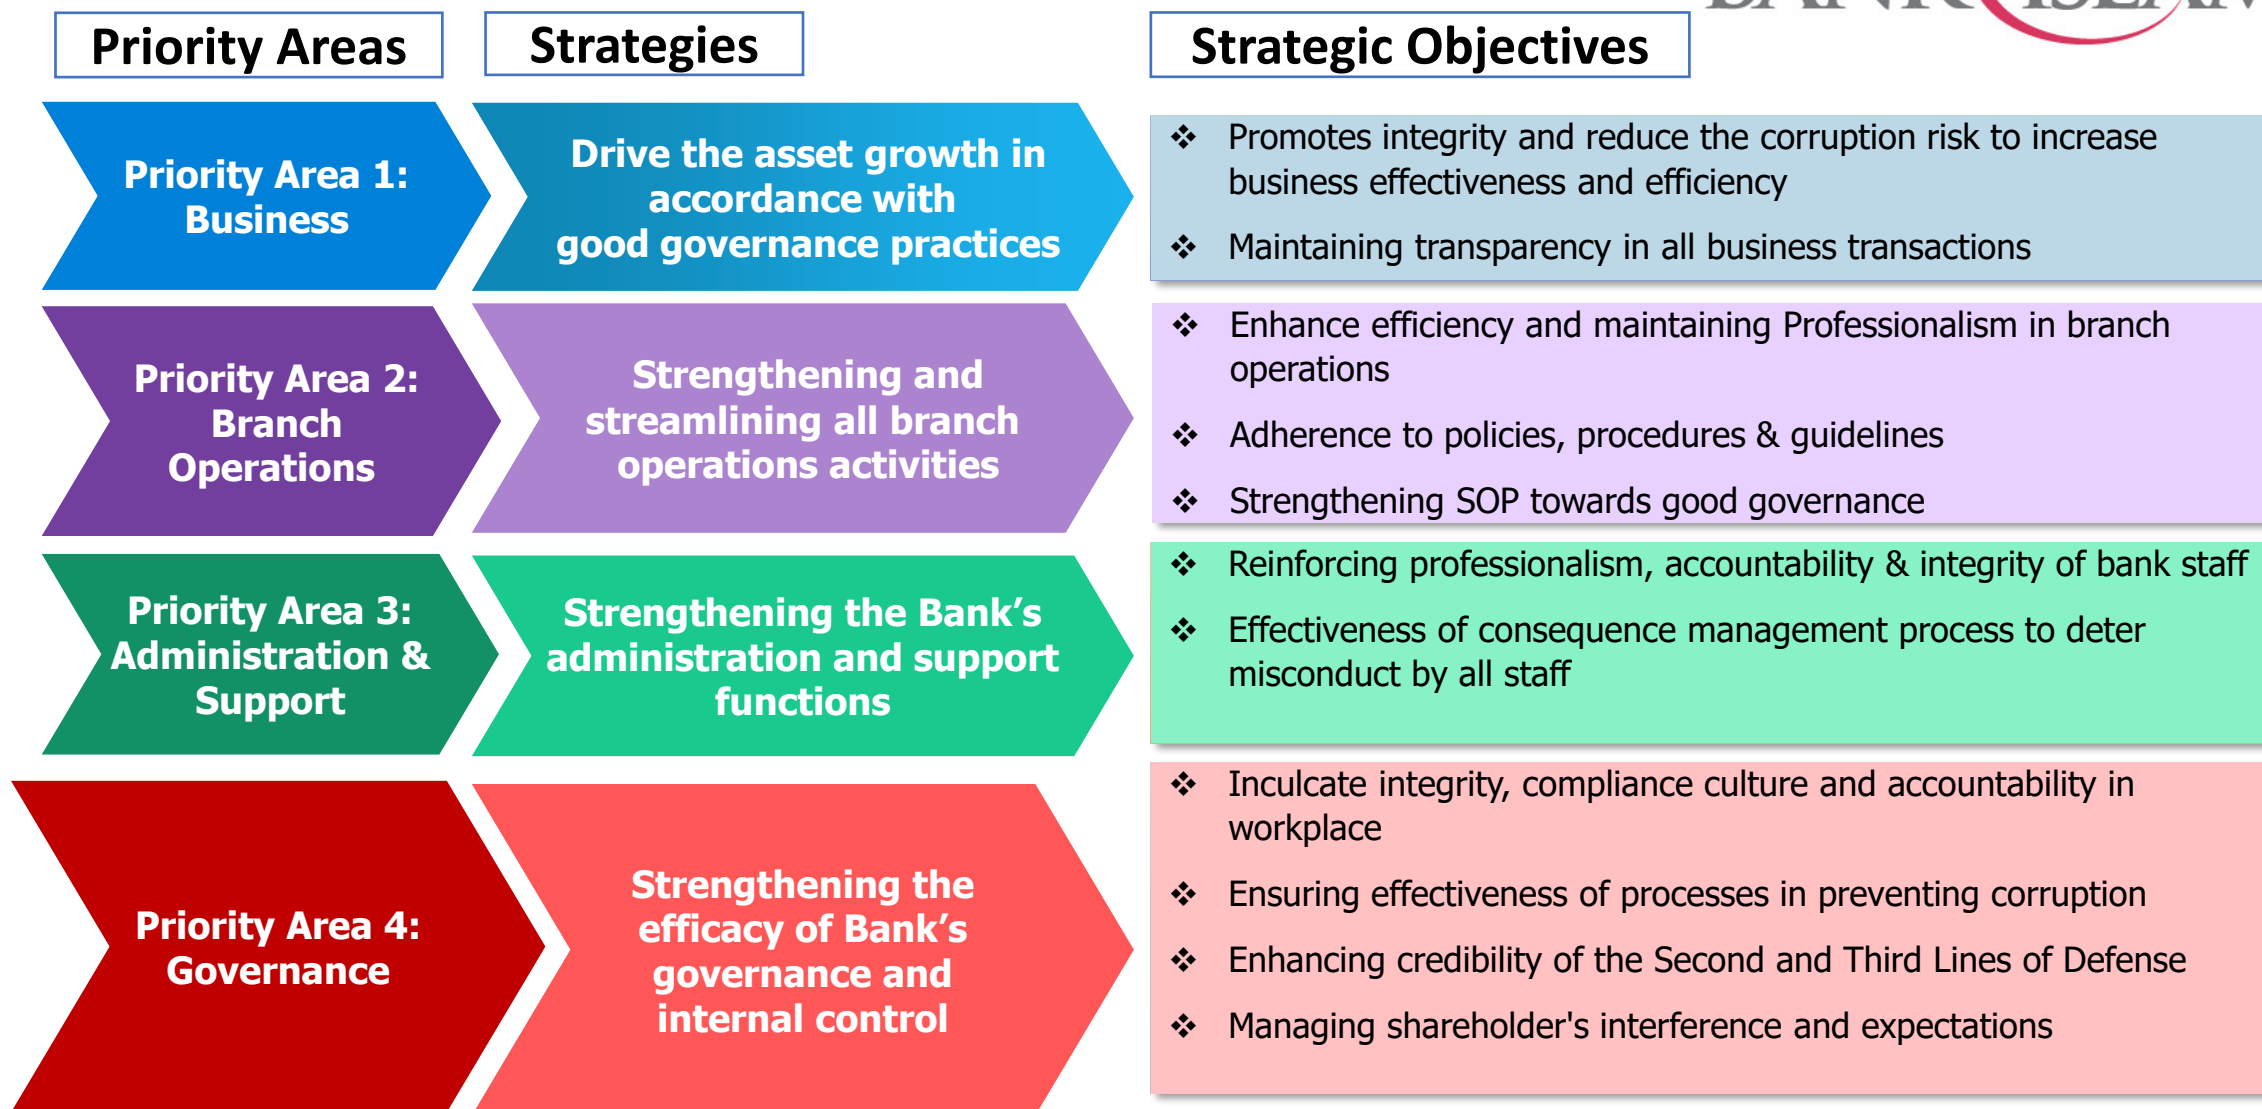 Priority Areas
Strategies
Strategic Objectives
Priority Area 1:
Business
Drive the asset growth in
accordance with
good governance practices
❖ Promotes integrity and reduce the corruption risk to increase
business effectiveness and efficiency
❖ Maintaining transparency in all business transactions
Priority Area 2:
Branch
Operations
Strengthening and
streamlining all branch
operations activities
❖ Enhance efficiency and maintaining Professionalism in branch
operations
❖ Adherence to policies, procedures & guidelines
❖ Strengthening SOP towards good governance
Priority Area 3:
Administration &
Support
Strengthening the Bank’s
administration and support
functions
❖ Reinforcing professionalism, accountability & integrity of bank staff
❖ Effectiveness of consequence management process to deter
misconduct by all staff
Priority Area 4:
Governance
Strengthening the
efficacy of Bank’s
governance and
internal control
❖ Inculcate integrity, compliance culture and accountability in
workplace
❖ Ensuring effectiveness of processes in preventing corruption
❖ Enhancing credibility of the Second and Third Lines of Defense
❖ Managing shareholder's interference and expectations